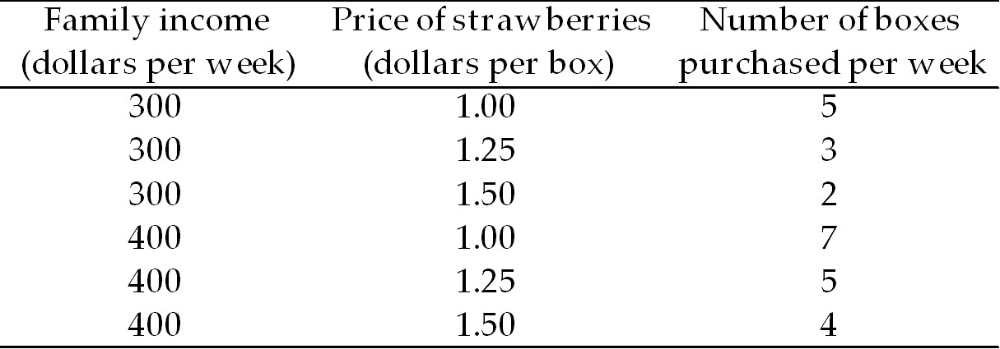 Family income Price of strawberries Number of boxes
(dollars per week) (dollars per box) purchased per week
300 1.00 5
300 1.25 3
300 1.50 2
400 1.00 7
400 1.25 5
400 1.50 4